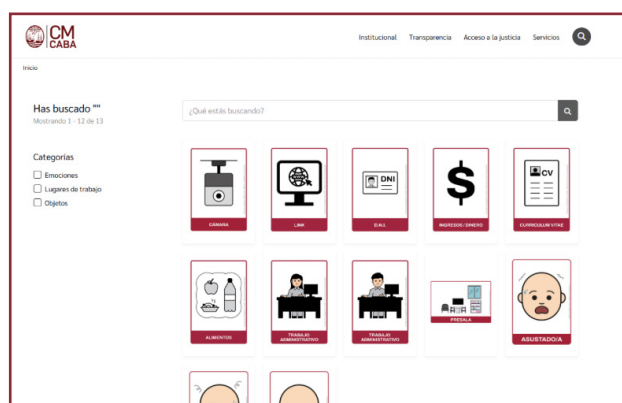 CM
CABA
Institucional Transparencia Acceso a la justicia Servicios
Inicio
Has buscado ""
Mostrando 1 - 12 de 13
¿Qué estás buscando?
Categorías
Emociones
Lugares de trabajo
Objetos
CÁMARA
LINK
DNI
D.N.I.
$
INGRESOS / DINERO
CV
CURRICULUM VITAE
ALIMENTOS
TRABAJO
ADMINISTRATIVO
TRABAJO
ADMINISTRATIVO
PRESALA
ASUSTADO/A